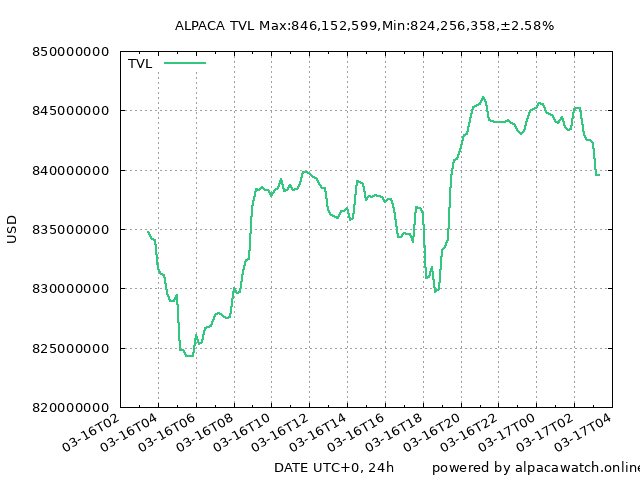 ALPACA TVL Max:846,152,599,Min:824,256,358,±2.58%
TVL
850000000
845000000
840000000
835000000
830000000
825000000
820000000
USD
03-16T02
03-16T04
03-16T06
03-16T08
03-16T10
03-16T12
03-16T14
03-16T16
03-16T18
03-16T20
03-16T22
03-17T00
03-17T02
03-17T04
DATE UTC+0, 24h
powered by alpacawatch.online